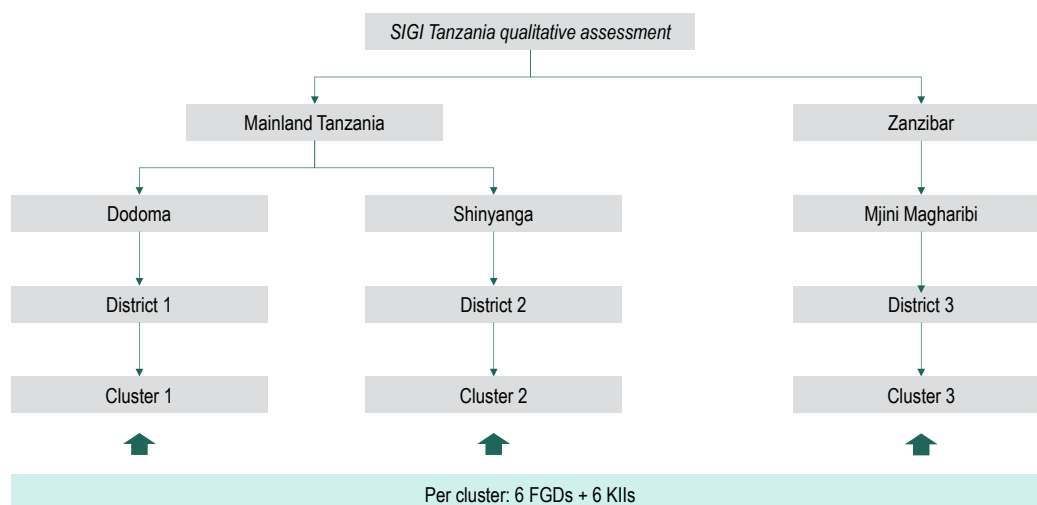 SIGI Tanzania qualitative assessment
Mainland Tanzania
Zanzibar
Dodoma
Shinyanga
Mjini Magharibi
District 1
District 2
District 3
Cluster 1
Cluster 2
Cluster 3
Per cluster: 6 FGDs + 6 KIIs